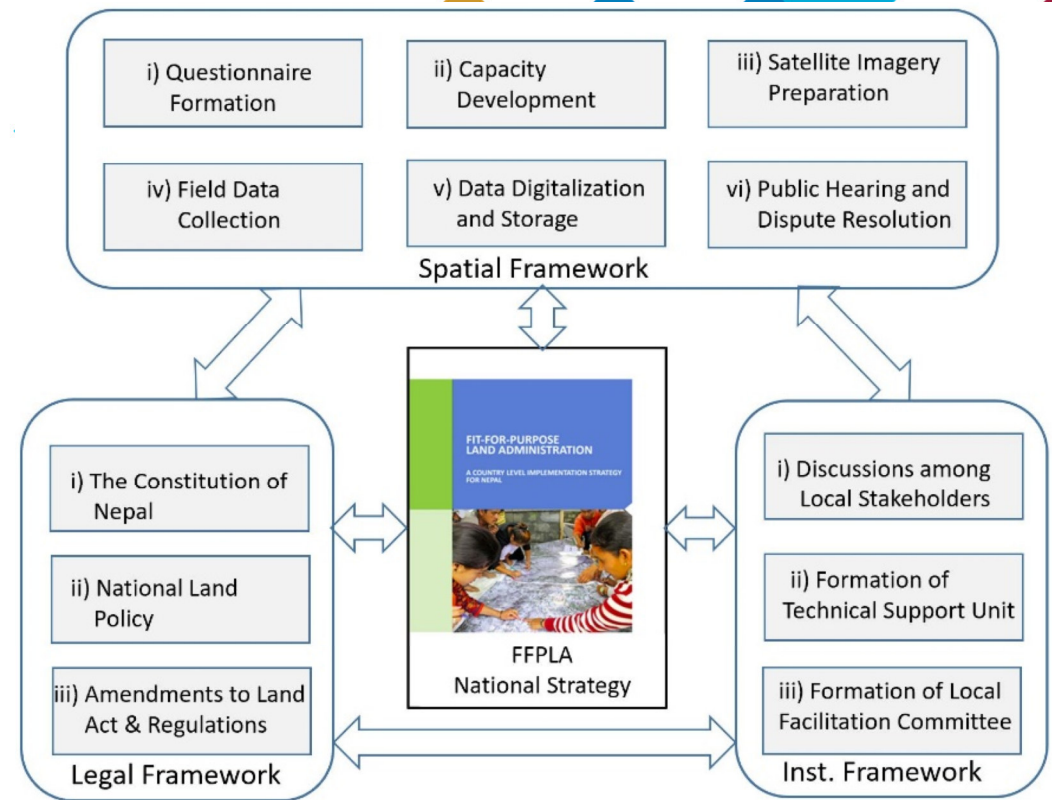 i) Questionnaire
Formation
ii) Capacity
Development
iii) Satellite Imagery
Preparation
iv) Field Data
Collection
v) Data Digitalization
and Storage
vi) Public Hearing and
Dispute Resolution
Spatial Framework
i) The Constitution of
Nepal
ii) National Land
Policy
iii) Amendments to Land
Act & Regulations
Legal Framework
FIT-FOR-PURPOSE
LAND ADMINISTRATION
A COUNTRY LEVEL IMPLEMENTATION STRATEGY
FOR NEPAL
FFPLA
National Strategy
i) Discussions among
Local Stakeholders
ii) Formation of
Technical Support Unit
iii) Formation of Local
Facilitation Committee
Inst. Framework